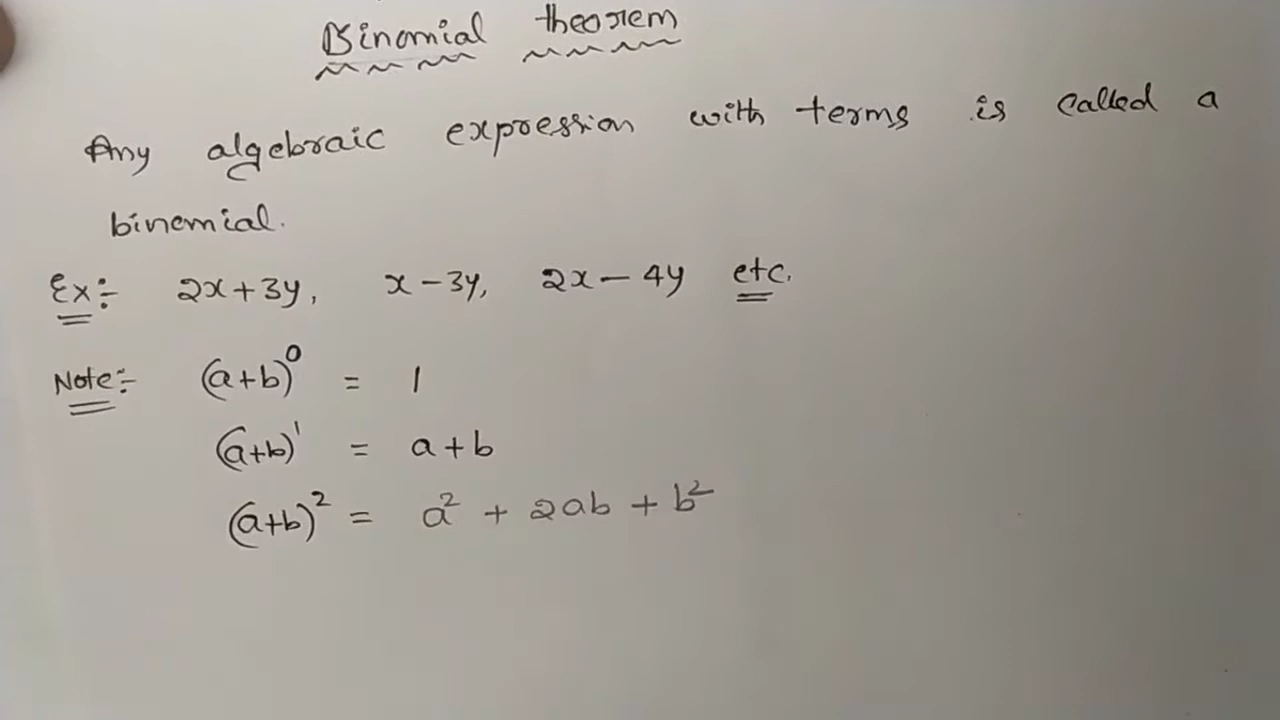 Binomial theorem
Any algebraic expression with terms is called a
binomial.
Ex:- 2x+3y, x-3y, 2x-4y etc.
Note:- (a+b)⁰ = 1
(a+b)¹ = a+b
(a+b)² = a² + 2ab + b²